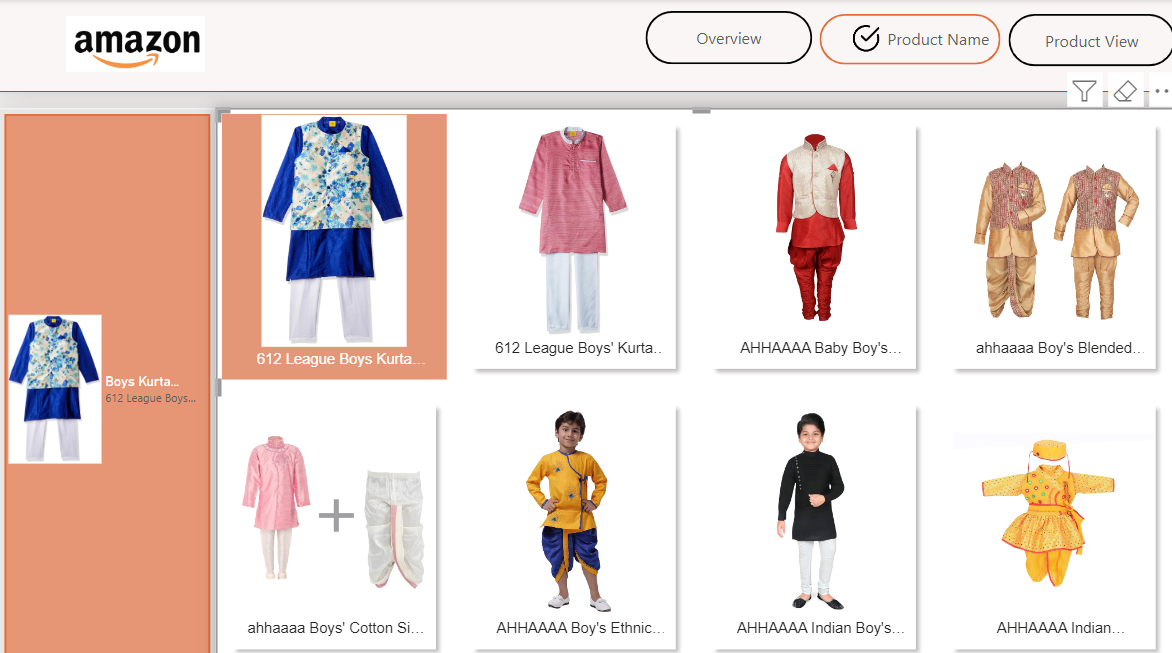 amazon
Overview
Product Name
Product View
Boys Kurta...
612 League Boys...
612 League Boys Kurta...
612 League Boys' Kurta..
AHHAAAA Baby Boy's...
ahhaaaa Boy's Blended...
ahhaaaa Boys' Cotton Si...
AHHAAAA Boy's Ethnic...
AHHAAAA Indian Boy's...
AHHAAAA Indian...